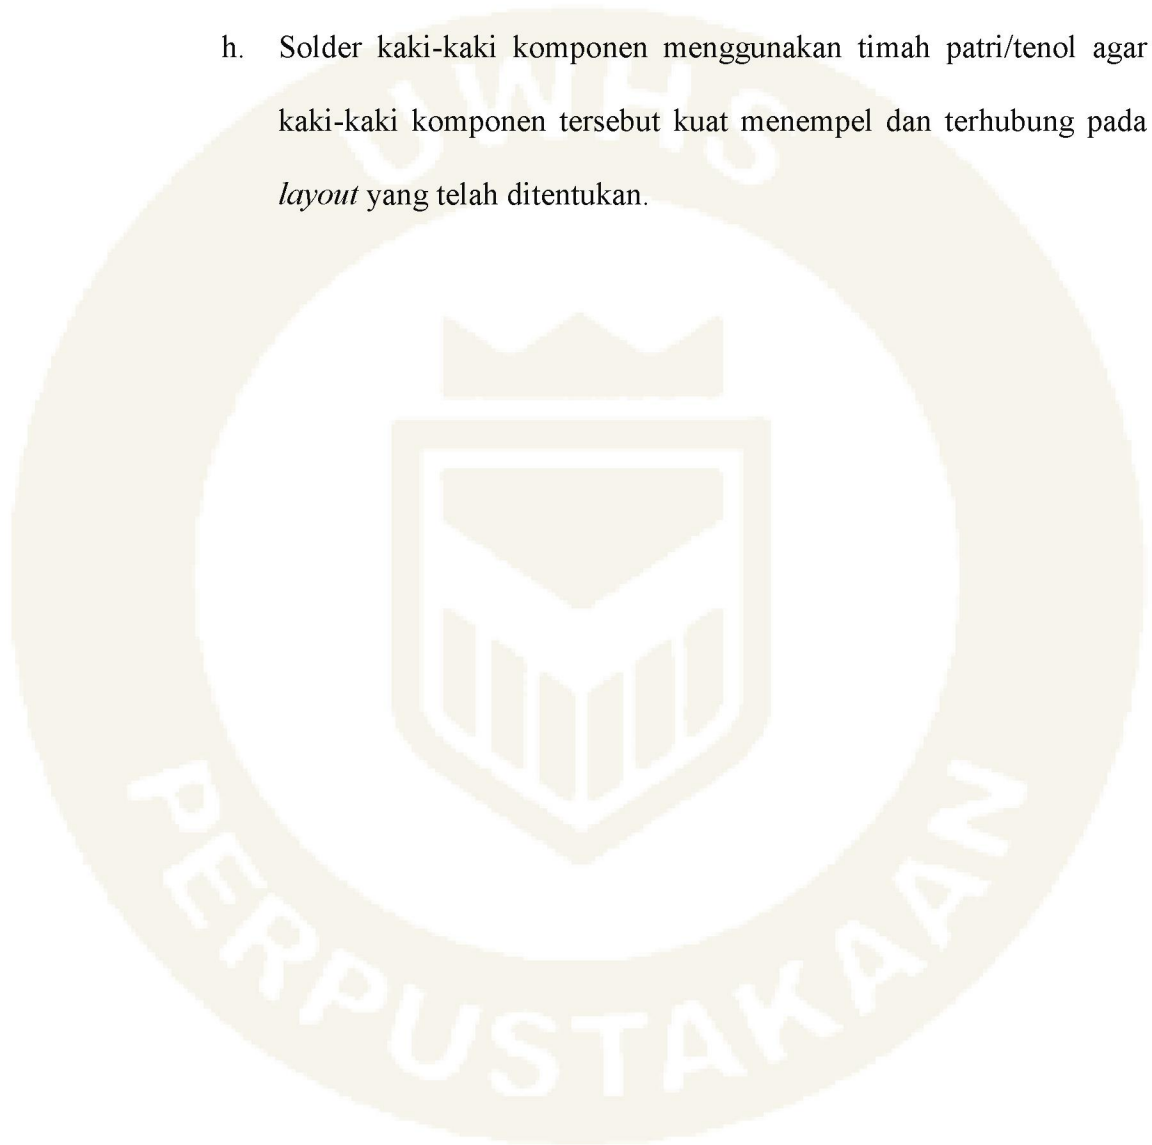 h. Solder kaki-kaki komponen menggunakan timah patri/tenol agar
kaki-kaki komponen tersebut kuat menempel dan terhubung pada
layout yang telah ditentukan.
UWHS
PERPUSTAKAAN